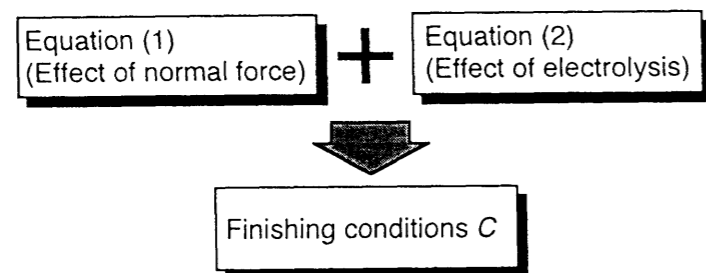 Equation (1)
(Effect of normal force)
+
Equation (2)
(Effect of electrolysis)
Finishing conditions C